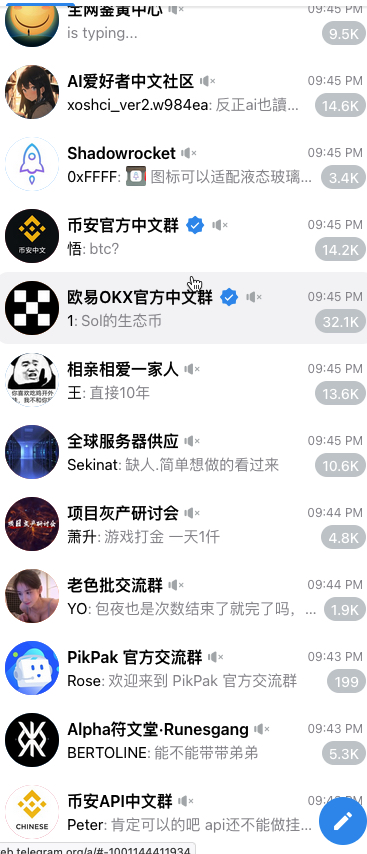 全网鉴黄中心
09:45 PM
is typing...
9.5K
AI爱好者中文社区
09:45 PM
xoshci_ver2.w984ea: 反正ai也讀...
14.6K
Shadowrocket
09:45 PM
0xFFFF: 图标可以适配液态玻璃...
3.4K
币安官方中文群
09:45 PM
悟: btc?
14.2K
币安中文
欧易OKX官方中文群
09:45 PM
1: Sol的生态币
32.1K
相亲相爱一家人
09:45 PM
王: 直接10年
13.6K
全球服务器供应
09:45 PM
Sekinat: 缺人.简单想做的看过来
10.6K
项目灰产研讨会
09:44 PM
萧升: 游戏打金 一天1仟
4.8K
项目灰产研讨会
老色批交流群
09:44 PM
YO: 包夜也是次数结束了就完了吗, ...
1.9K
PikPak 官方交流群
09:43 PM
Rose: 欢迎来到 PikPak 官方交流群
199
Alpha符文堂·Runesgang
09:43 PM
BERTOLINE: 能不能带带弟弟
5.3K
币安API中文群
09:4
Peter: 肯定可以的吧 api还不能做挂...
CHINESE
eb.telegram.org/a/#-1001144411934